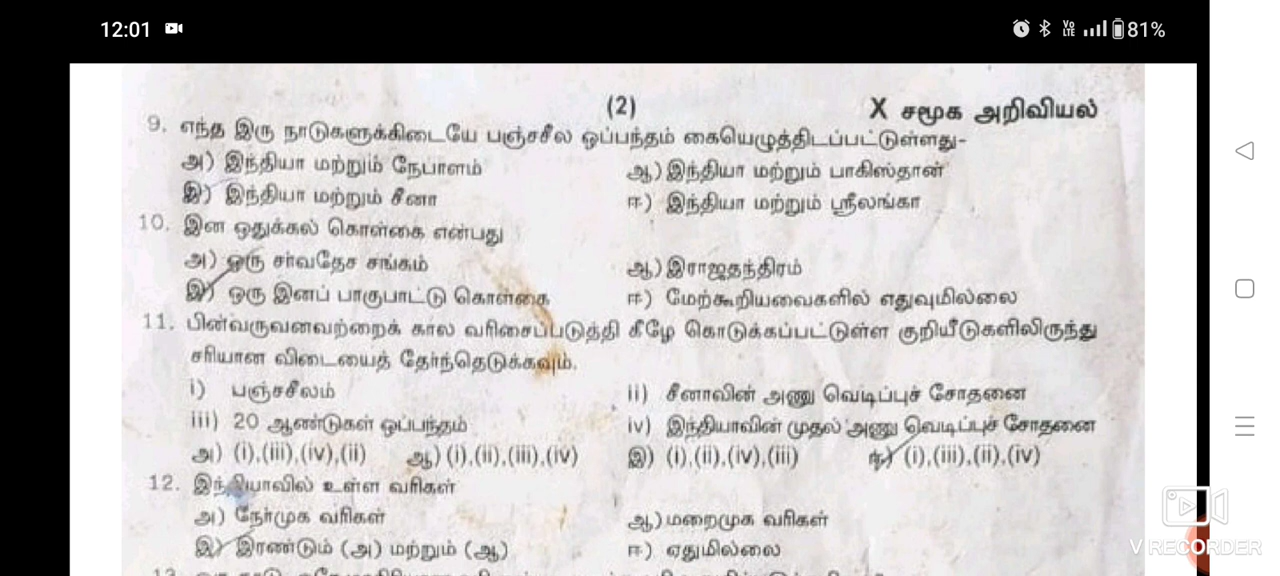 12:01
81%
(2) X சமூக அறிவியல்
9. எந்த இரு நாடுகளுக்கிடையே பஞ்சசீல ஒப்பந்தம் கையெழுத்திடப்பட்டுள்ளது-
அ) இந்தியா மற்றும் நேபாளம் ஆ) இந்தியா மற்றும் பாகிஸ்தான்
இ) இந்தியா மற்றும் சீனா ஈ) இந்தியா மற்றும் ஸ்ரீலங்கா
10. இன ஒதுக்கல் கொள்கை என்பது
அ) ஒரு சர்வதேச சங்கம் ஆ) இராஜதந்திரம்
இ) ஒரு இனப் பாகுபாட்டு கொள்கை ஈ) மேற்கூறியவைகளில் எதுவுமில்லை
11. பின்வருவனவற்றைக் கால வரிசைப்படுத்தி கீழே கொடுக்கப்பட்டுள்ள குறியீடுகளிலிருந்து
சரியான விடையைத் தேர்ந்தெடுக்கவும்.
i) பஞ்சசீலம் ii) சீனாவின் அணு வெடிப்புச் சோதனை
iii) 20 ஆண்டுகள் ஒப்பந்தம் iv) இந்தியாவின் முதல் அணு வெடிப்புச் சோதனை
அ) (i),(iii),(iv),(ii) ஆ) (i),(ii),(iii),(iv) இ) (i),(ii),(iv),(iii) ஈ) (i),(iii),(ii),(iv)
12. இந்தியாவில் உள்ள வரிகள்
அ) நேர்முக வரிகள் ஆ) மறைமுக வரிகள்
இ) இரண்டும் (அ) மற்றும் (ஆ) ஈ) ஏதுமில்லை
V RECORDER